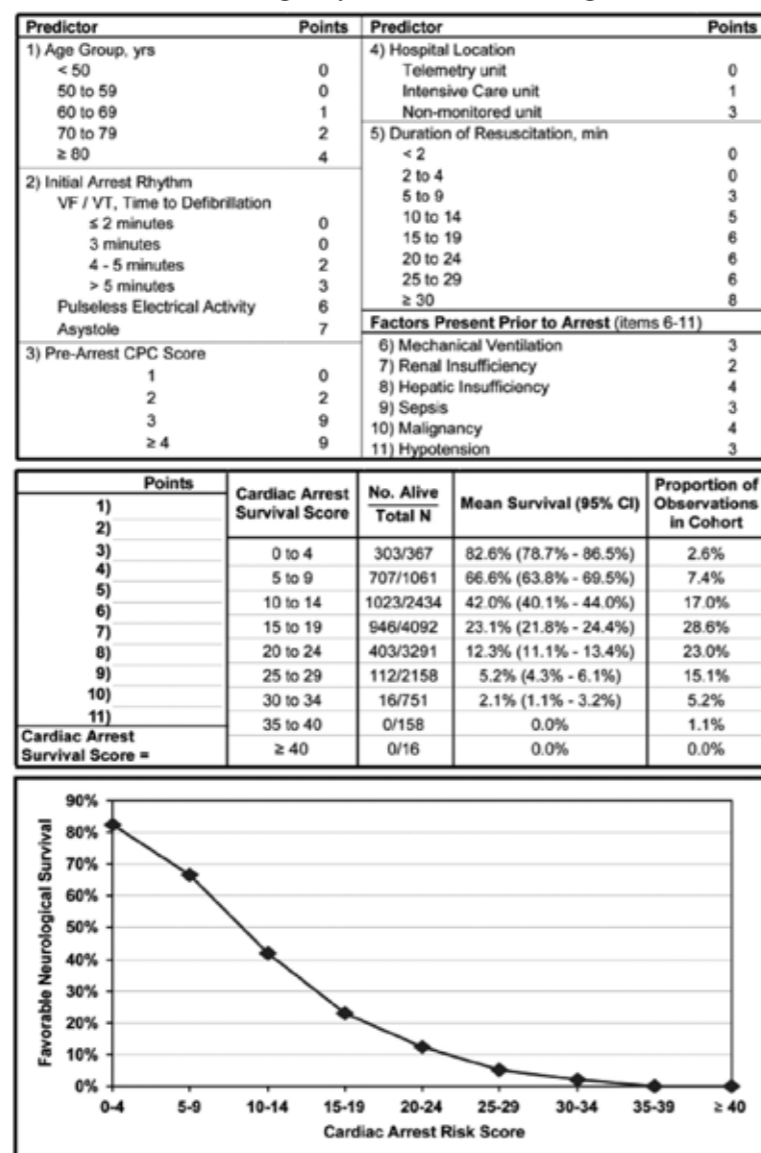 Predictor Points
1) Age Group, yrs
< 50 0
50 to 59 0
60 to 69 1
70 to 79 2
≥ 80 4
2) Initial Arrest Rhythm
VF / VT, Time to Defibrillation
≤ 2 minutes 0
3 minutes 0
4 - 5 minutes 2
> 5 minutes 3
Pulseless Electrical Activity 6
Asystole 7
3) Pre-Arrest CPC Score
1 0
2 2
3 9
≥ 4 9
Predictor Points
4) Hospital Location
Telemetry unit 0
Intensive Care unit 1
Non-monitored unit 3
5) Duration of Resuscitation, min
< 2 0
2 to 4 0
5 to 9 3
10 to 14 5
15 to 19 6
20 to 24 6
25 to 29 6
≥ 30 8
Factors Present Prior to Arrest (items 6-11)
6) Mechanical Ventilation 3
7) Renal Insufficiency 2
8) Hepatic Insufficiency 4
9) Sepsis 3
10) Malignancy 4
11) Hypotension 3
Points
1)
2)
3)
4)
5)
6)
7)
8)
9)
10)
11)
Cardiac Arrest
Survival Score =
Cardiac Arrest
Survival Score
No. Alive
Total N
Mean Survival (95% CI)
Proportion of
Observations
in Cohort
0 to 4 303/367 82.6% (78.7% - 86.5%) 2.6%
5 to 9 707/1061 66.6% (63.8% - 69.5%) 7.4%
10 to 14 1023/2434 42.0% (40.1% - 44.0%) 17.0%
15 to 19 946/4092 23.1% (21.8% - 24.4%) 28.6%
20 to 24 403/3291 12.3% (11.1% - 13.4%) 23.0%
25 to 29 112/2158 5.2% (4.3% - 6.1%) 15.1%
30 to 34 16/751 2.1% (1.1% - 3.2%) 5.2%
35 to 40 0/158 0.0% 1.1%
≥ 40 0/16 0.0% 0.0%
Favorable Neurological Survival
90%
80%
70%
60%
50%
40%
30%
20%
10%
0%
0-4 5-9 10-14 15-19 20-24 25-29 30-34 35-39 ≥ 40
Cardiac Arrest Risk Score